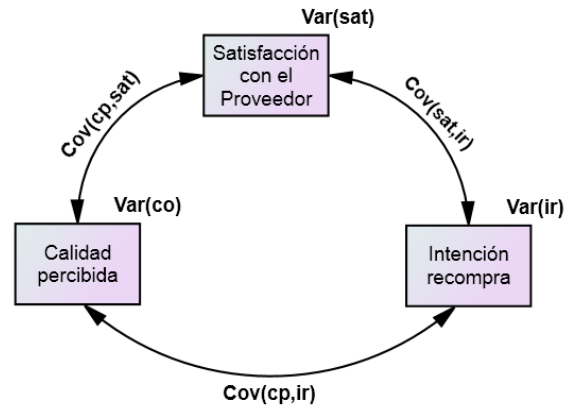 Var(sat)
Satisfacción
con el
Proveedor
Cov(cp,sat)
Cov(sat,ir)
Var(co)
Var(ir)
Calidad
percibida
Intención
recompra
Cov(cp,ir)